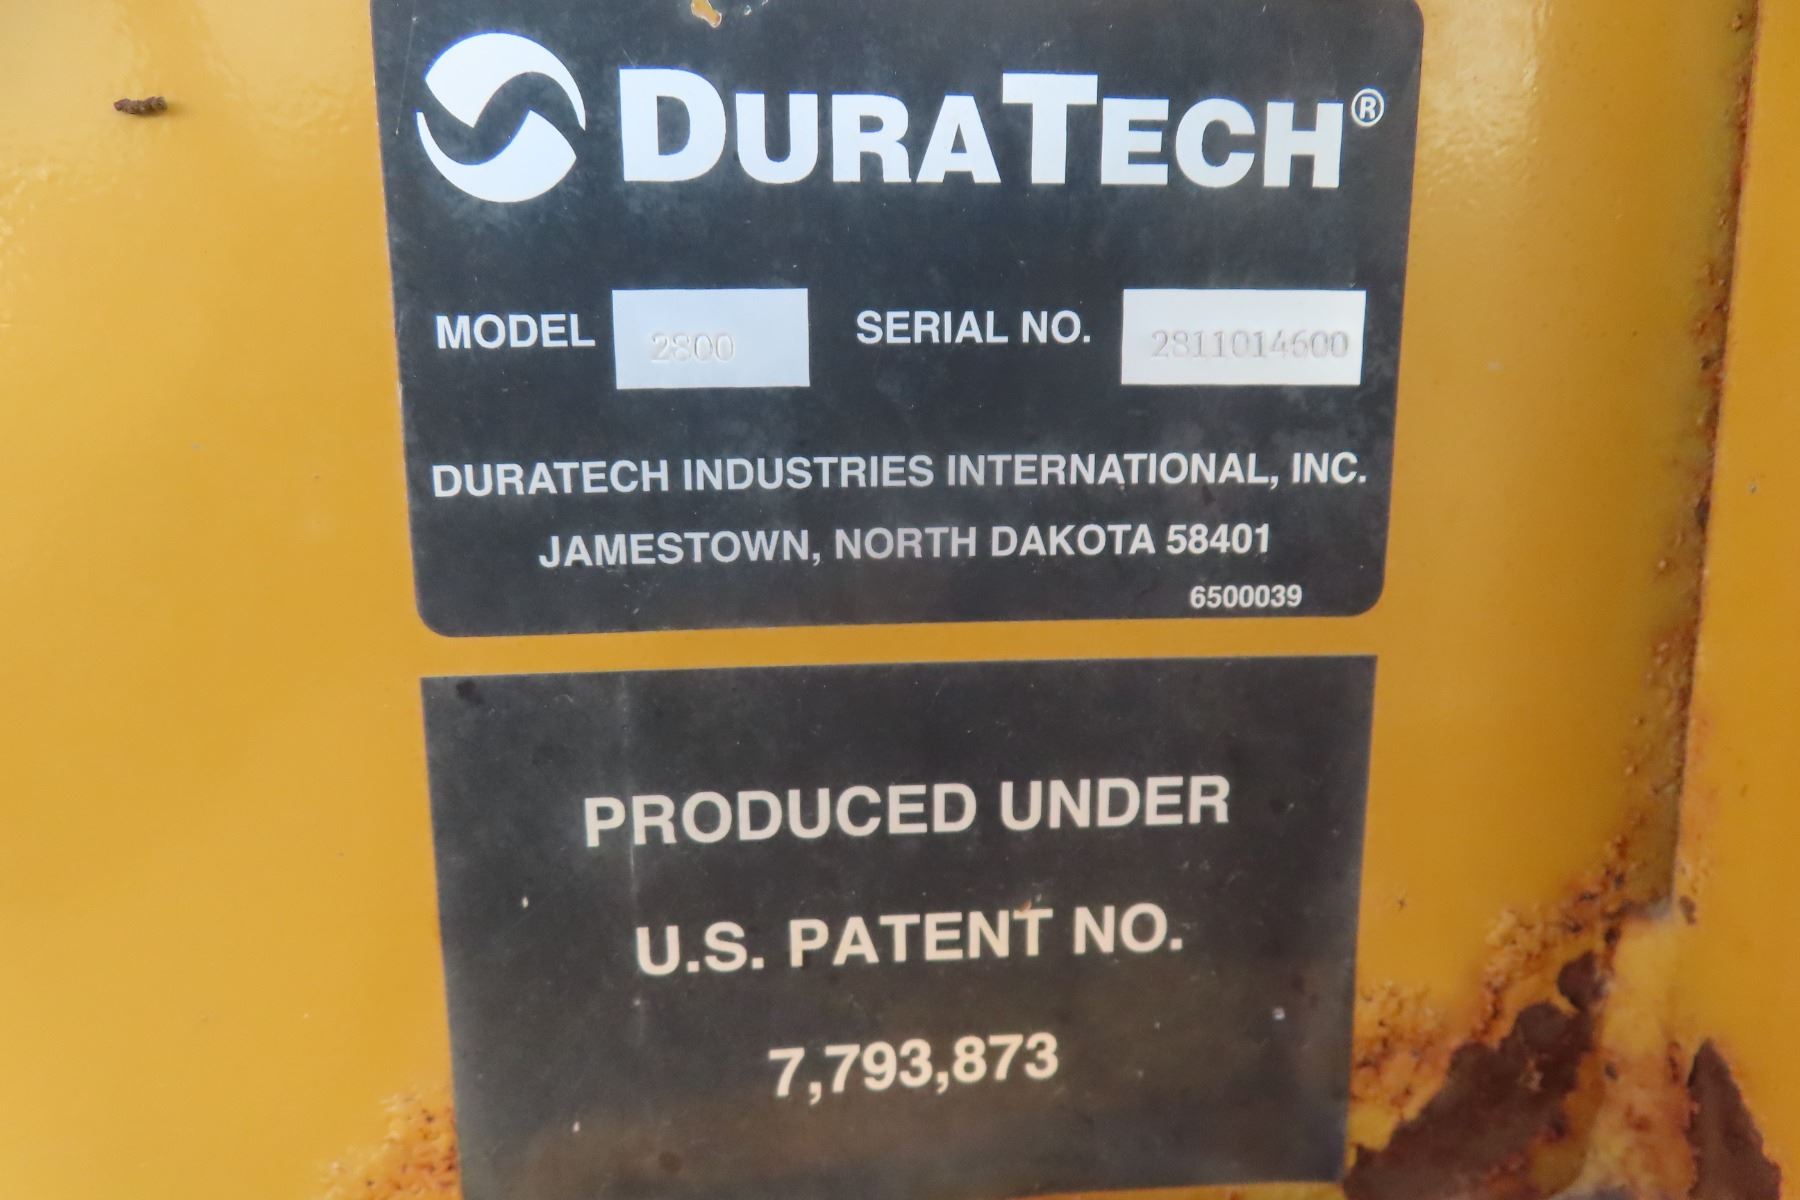 DURATECH®
MODEL 2800 SERIAL NO. 2811014600
DURATECH INDUSTRIES INTERNATIONAL, INC.
JAMESTOWN, NORTH DAKOTA 58401
6500039
PRODUCED UNDER
U.S. PATENT NO.
7,793,873